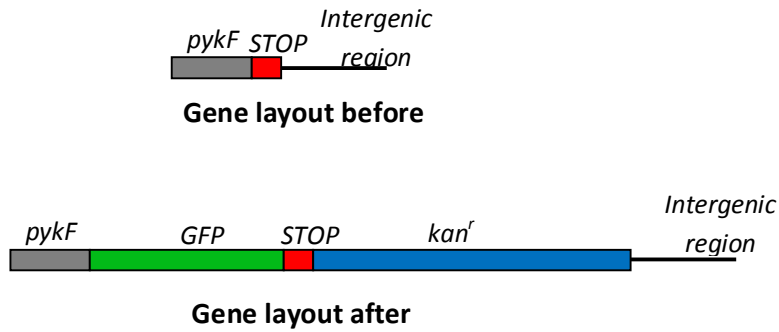 pykF STOP Intergenic
region
Gene layout before
pykF GFP STOP kanʳ Intergenic
region
Gene layout after